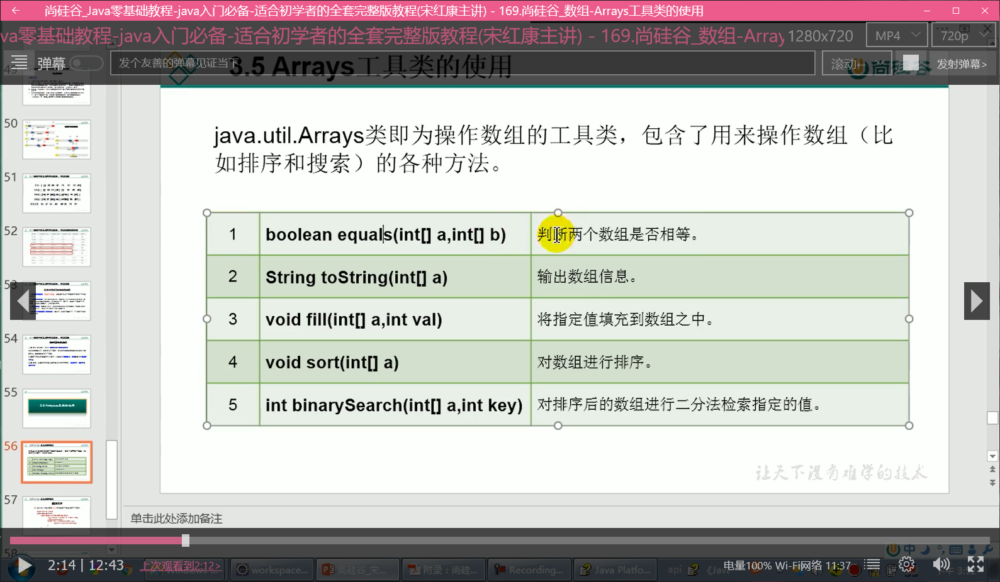 尚硅谷_Java零基础教程-java入门必备-适合初学者的全套完整版教程(宋红康主讲) - 169.尚硅谷_数组-Arrays工具类的使用
va零基础教程-java入门必备-适合初学者的全套完整版教程(宋红康主讲) - 169.尚硅谷_数组-Array
1280x720
MP4
720p
弹幕
发个友善的弹幕见证当下
滚动
发射弹幕>
3.5 Arrays工具类的使用
尚硅谷
java.util.Arrays类即为操作数组的工具类，包含了用来操作数组（比
如排序和搜索）的各种方法。
1 boolean equals(int[] a,int[] b) 判断两个数组是否相等。
2 String toString(int[] a) 输出数组信息。
3 void fill(int[] a,int val) 将指定值填充到数组之中。
4 void sort(int[] a) 对数组进行排序。
5 int binarySearch(int[] a,int key) 对排序后的数组进行二分法检索指定的值。
让天下没有难学的技术
49
50
51
52
53
54
55
56
57
58
单击此处添加备注
2:14 | 12:43
上次观看到2:12>
workspace...
尚硅谷_宋...
附录：尚硅...
Recording...
Java Platfo...
api
电量100% Wi-Fi网络 11:37